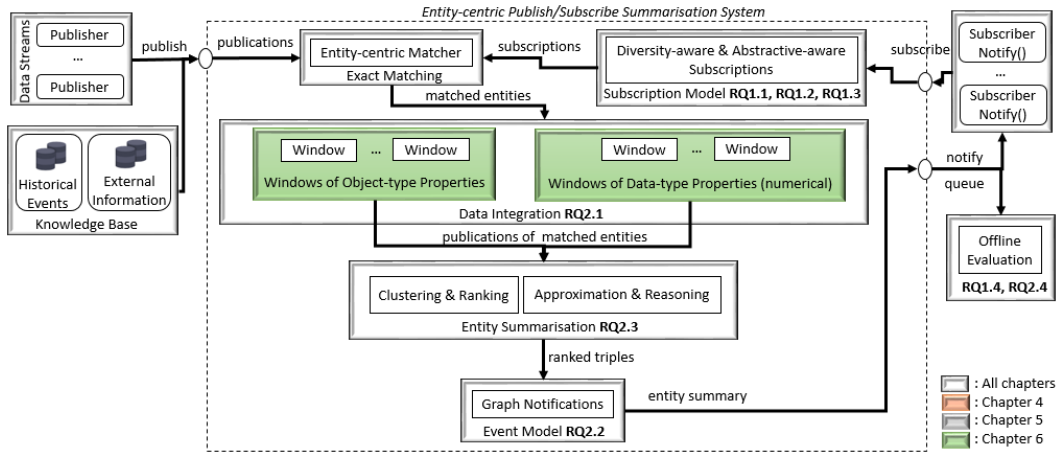 Entity-centric Publish/Subscribe Summarisation System
Data Streams
Publisher
...
Publisher
publish
publications
Entity-centric Matcher
Exact Matching
subscriptions
Diversity-aware & Abstractive-aware
Subscriptions
Subscription Model RQ1.1, RQ1.2, RQ1.3
subscribe
Subscriber
Notify()
...
Subscriber
Notify()
matched entities
Historical
Events
External
Information
Knowledge Base
Window
...
Window
Windows of Object-type Properties
Window
...
Window
Windows of Data-type Properties (numerical)
Data Integration RQ2.1
notify
queue
publications of matched entities
Offline
Evaluation
RQ1.4, RQ2.4
Clustering & Ranking
Approximation & Reasoning
Entity Summarisation RQ2.3
ranked triples
Graph Notifications
Event Model RQ2.2
entity summary
: All chapters
: Chapter 4
: Chapter 5
: Chapter 6